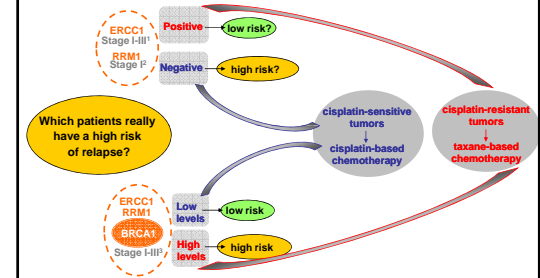 ERCC1
Stage I-III1
RRM1
Stage I2
Positive
low risk?
Negative
high risk?
Which patients really
have a high risk
of relapse?
cisplatin-sensitive
tumors
cisplatin-based
chemotherapy
cisplatin-resistant
tumors
taxane-based
chemotherapy
ERCC1
RRM1
BRCA1
Stage I-III3
Low
levels
low risk
High
levels
high risk